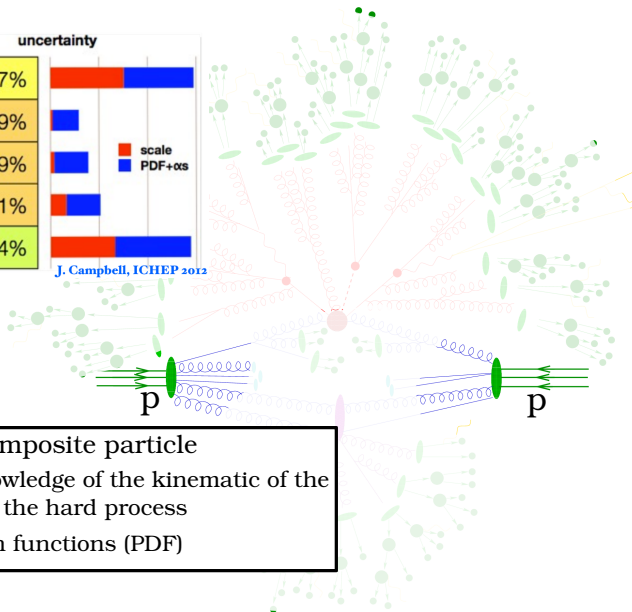 uncertainty
7%
9%
9%
1%
4%
scale
PDF+αs
J. Campbell, ICHEP 2012
p
p
mposite particle
wledge of the kinematic of the
the hard process
n functions (PDF)